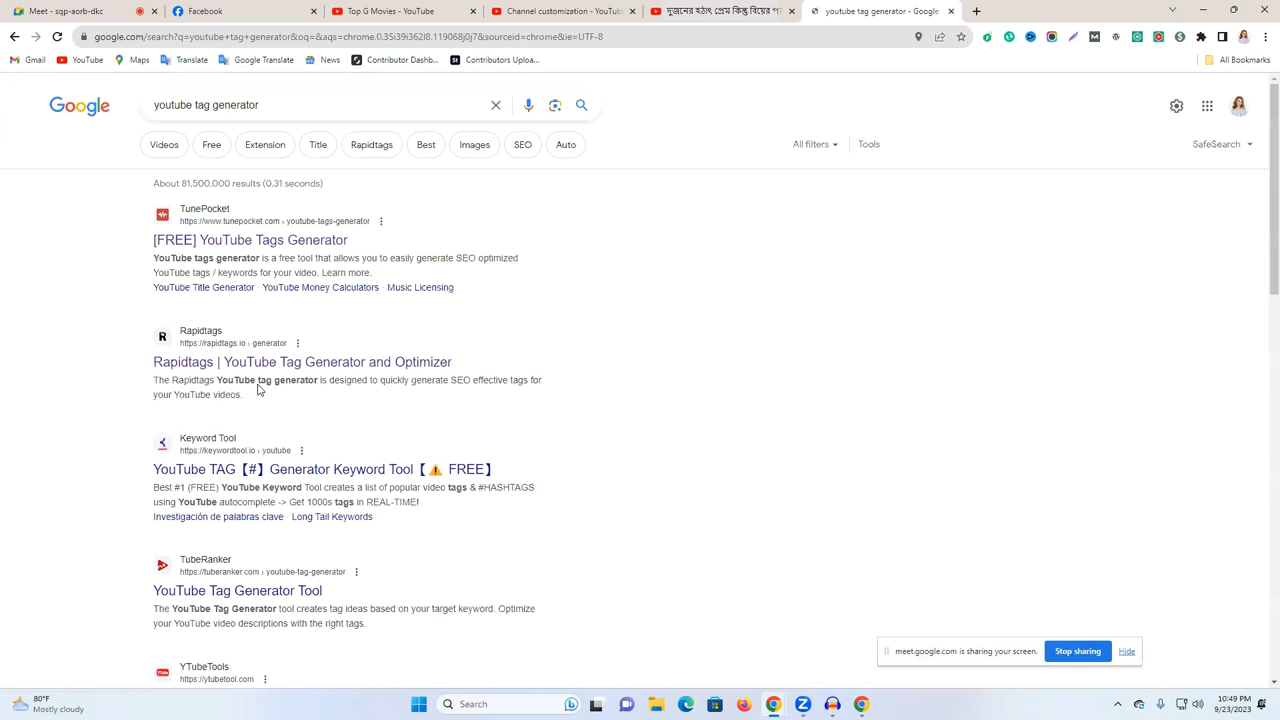 Meet - sqp-aorb-dkc
Facebook
Top G Movies - YouTube
Channel customization - YouTub
দুজনের হঠাৎ প্রেম কিন্তু বিয়ের প
youtube tag generator - Google
google.com/search?q=youtube+tag+generator&oq=&aqs=chrome.0.35i39i362l8.119068j0j7&sourceid=chrome&ie=UTF-8
Gmail
YouTube
Maps
Translate
Google Translate
News
Contributor Dashb...
Contributors Uploa...
All Bookmarks
Google
youtube tag generator
Videos
Free
Extension
Title
Rapidtags
Best
Images
SEO
Auto
All filters
Tools
SafeSearch
About 81,500,000 results (0.31 seconds)
TunePocket
https://www.tunepocket.com › youtube-tags-generator
[FREE] YouTube Tags Generator
YouTube tags generator is a free tool that allows you to easily generate SEO optimized
YouTube tags / keywords for your video. Learn more.
YouTube Title Generator · YouTube Money Calculators · Music Licensing
Rapidtags
https://rapidtags.io › generator
Rapidtags | YouTube Tag Generator and Optimizer
The Rapidtags YouTube tag generator is designed to quickly generate SEO effective tags for
your YouTube videos.
Keyword Tool
https://keywordtool.io › youtube
YouTube TAG【#】Generator Keyword Tool【⚠️ FREE】
Best #1 (FREE) YouTube Keyword Tool creates a list of popular video tags & #HASHTAGS
using YouTube autocomplete -> Get 1000s tags in REAL-TIME!
Investigación de palabras clave · Long Tail Keywords
TubeRanker
https://tuberanker.com › youtube-tag-generator
YouTube Tag Generator Tool
The YouTube Tag Generator tool creates tag ideas based on your target keyword. Optimize
your YouTube video descriptions with the right tags.
YTubeTools
https://ytubetool.com
meet.google.com is sharing your screen.
Stop sharing
Hide
80°F
Mostly cloudy
Search
10:49 PM
9/23/2023